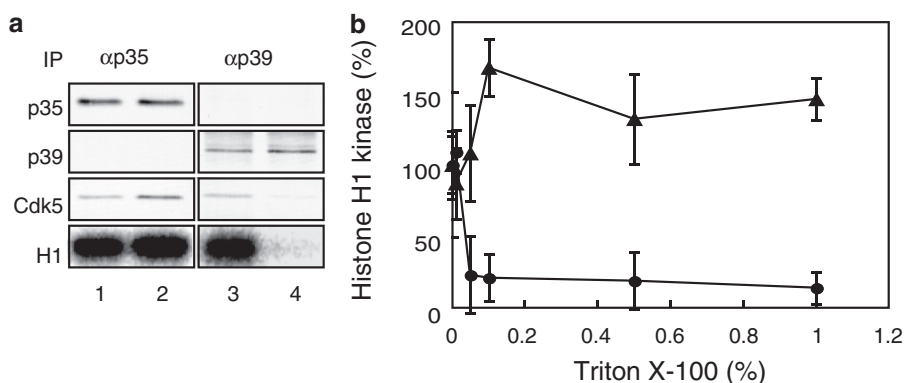 a
IP αp35 αp39
p35
p39
Cdk5
H1
1 2 3 4
b
Histone H1 kinase (%)
200
150
100
50
0
0 0.2 0.4 0.6 0.8 1 1.2
Triton X-100 (%)